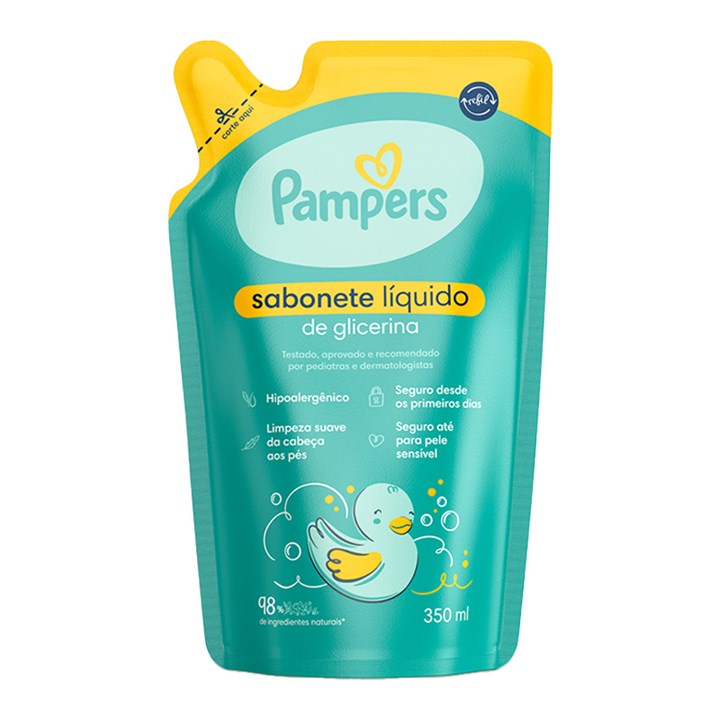 refil
corte aqui
Pampers
sabonete líquido
de glicerina
Testado, aprovado e recomendado
por pediatras e dermatologistas
Hipoalergênico
Seguro desde
os primeiros dias
Limpeza suave
da cabeça
aos pés
Seguro até
para pele
sensível
98%
de ingredientes naturais*
350 ml